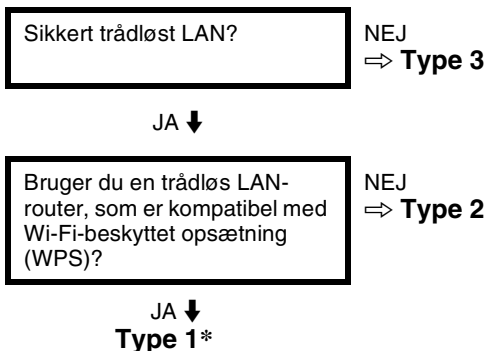 Sikkert trådløst LAN?
NEJ
⇨ Type 3
JA ⬇
Bruger du en trådløs LAN-
router, som er kompatibel med
Wi-Fi-beskyttet opsætning
(WPS)?
NEJ
⇨ Type 2
JA ⬇
Type 1*